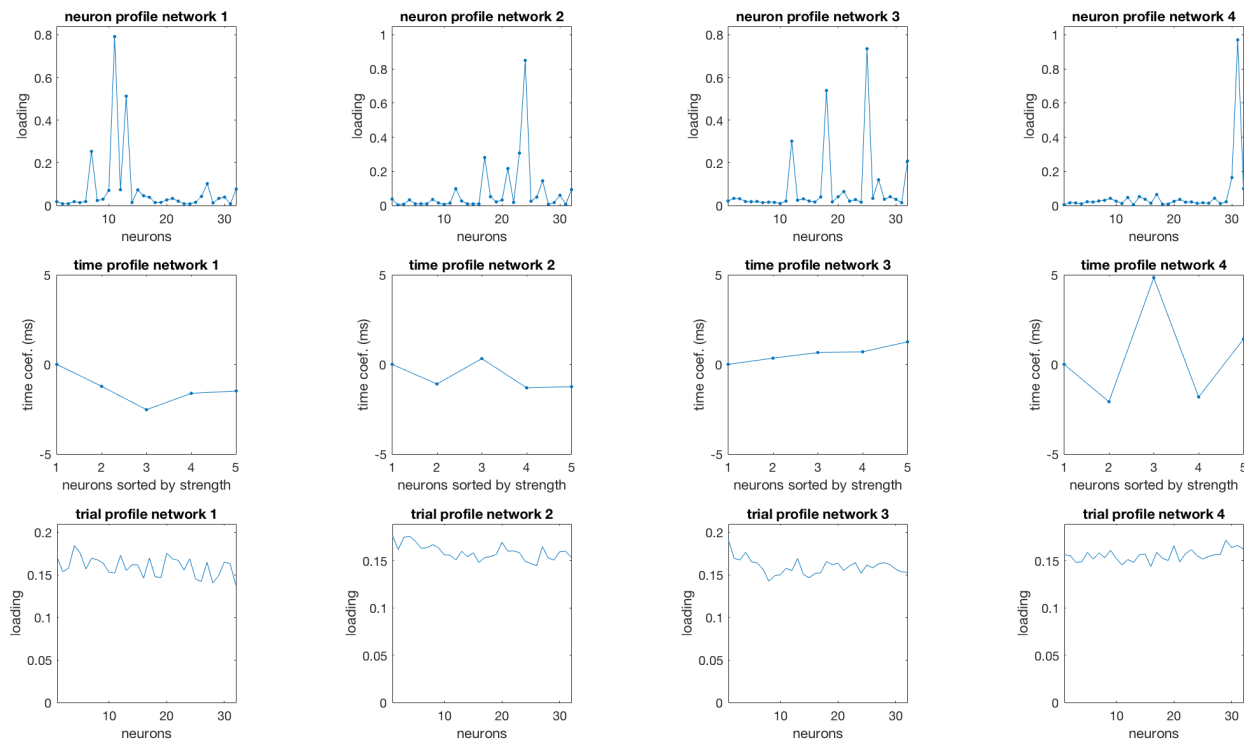 neuron profile network 1
0.8
0.6
0.4
0.2
0
loading
10
20
30
neurons
neuron profile network 2
1
0.8
0.6
0.4
0.2
0
loading
10
20
30
neurons
neuron profile network 3
0.8
0.6
0.4
0.2
0
loading
10
20
30
neurons
neuron profile network 4
1
0.8
0.6
0.4
0.2
0
loading
10
20
30
neurons
time profile network 1
5
0
-5
time coef. (ms)
1
2
3
4
5
neurons sorted by strength
time profile network 2
5
0
-5
time coef. (ms)
1
2
3
4
5
neurons sorted by strength
time profile network 3
5
0
-5
time coef. (ms)
1
2
3
4
5
neurons sorted by strength
time profile network 4
5
0
-5
time coef. (ms)
1
2
3
4
5
neurons sorted by strength
trial profile network 1
0.2
0.15
0.1
0.05
0
loading
10
20
30
neurons
trial profile network 2
0.15
0.1
0.05
0
loading
10
20
30
neurons
trial profile network 3
0.2
0.15
0.1
0.05
0
loading
10
20
30
neurons
trial profile network 4
0.15
0.1
0.05
0
loading
10
20
30
neurons